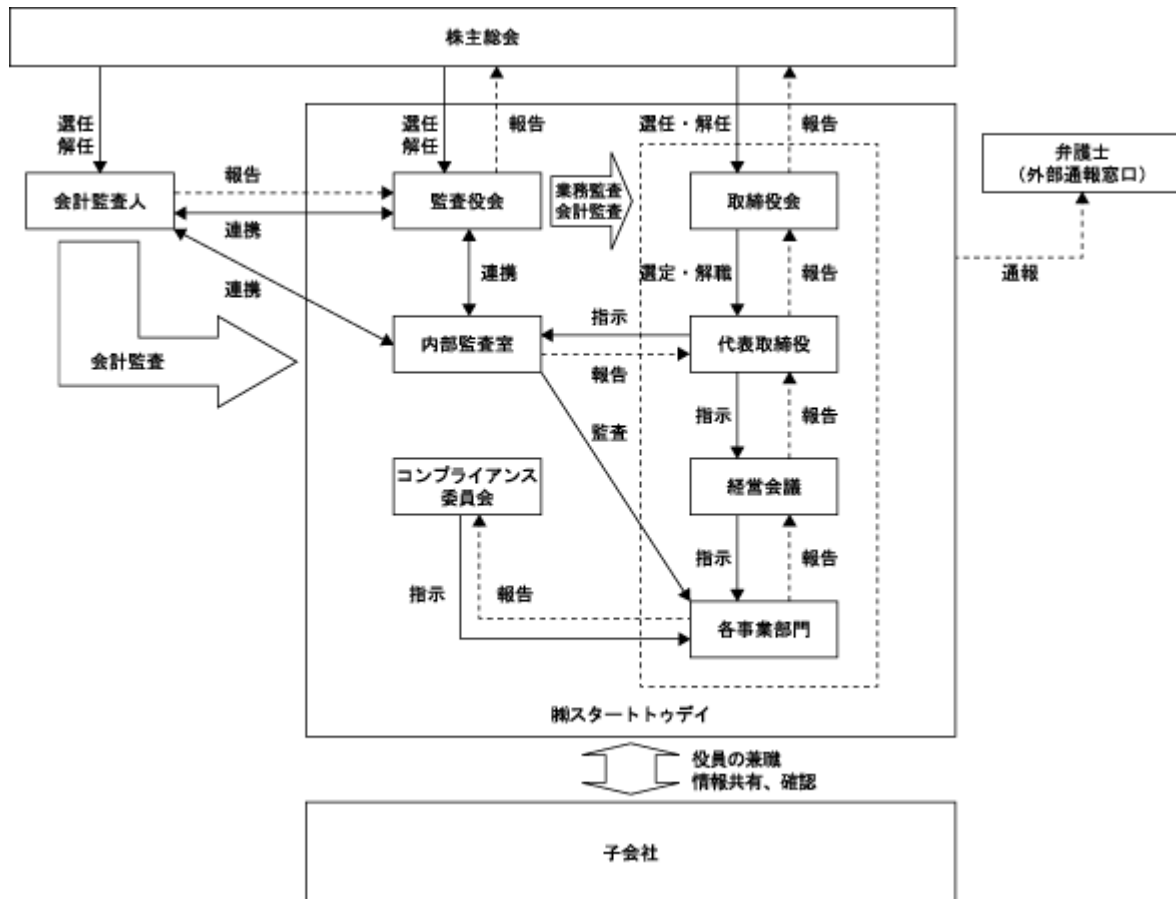 株主総会
選任
解任
選任
解任
報告
選任・解任
報告
弁護士
（外部通報窓口）
会計監査人
報告
連携
監査役会
業務監査
会計監査
取締役会
通報
連携
連携
選定・解職
報告
会計監査
内部監査室
指示
報告
代表取締役
監査
指示
報告
コンプライアンス
委員会
経営会議
指示
報告
指示
報告
各事業部門
㈱スタートトゥデイ
役員の兼職
情報共有、確認
子会社